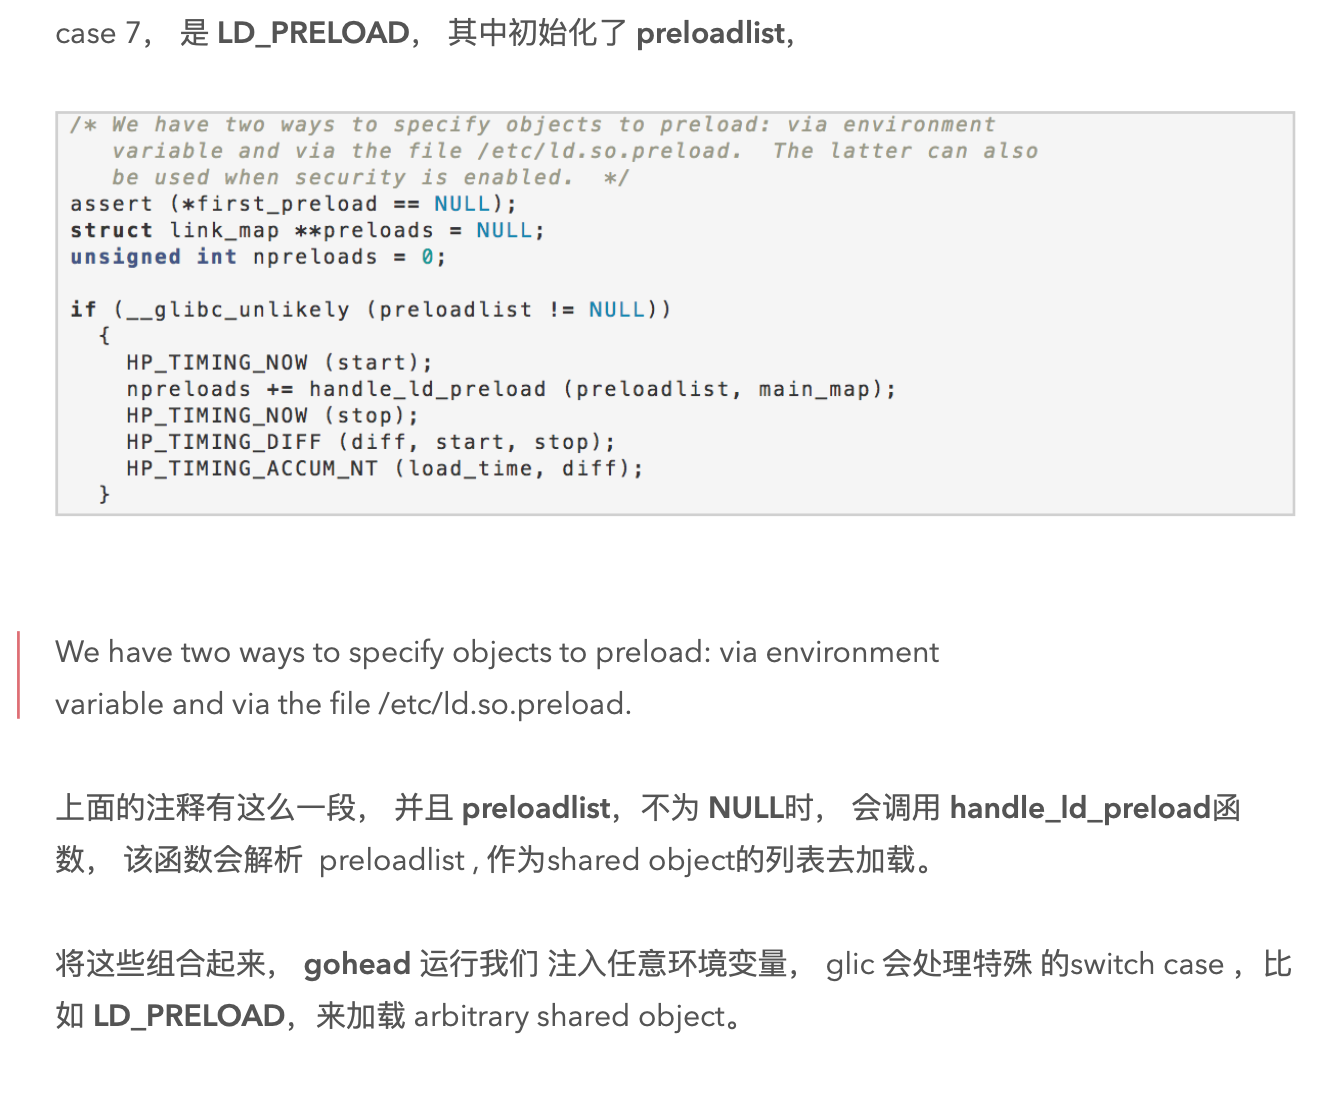 case 7， 是 LD_PRELOAD， 其中初始化了 preloadlist，
/* We have two ways to specify objects to preload: via environment
   variable and via the file /etc/ld.so.preload.  The latter can also
   be used when security is enabled.  */
assert (*first_preload == NULL);
struct link_map **preloads = NULL;
unsigned int npreloads = 0;
if (__glibc_unlikely (preloadlist != NULL))
  {
    HP_TIMING_NOW (start);
    npreloads += handle_ld_preload (preloadlist, main_map);
    HP_TIMING_NOW (stop);
    HP_TIMING_DIFF (diff, start, stop);
    HP_TIMING_ACCUM_NT (load_time, diff);
  }
We have two ways to specify objects to preload: via environment
variable and via the file /etc/ld.so.preload.
上面的注释有这么一段， 并且 preloadlist，不为 NULL时， 会调用 handle_ld_preload函
数， 该函数会解析  preloadlist , 作为shared object的列表去加载。
将这些组合起来， gohead 运行我们 注入任意环境变量， glic 会处理特殊 的switch case ，比
如 LD_PRELOAD，来加载 arbitrary shared object。